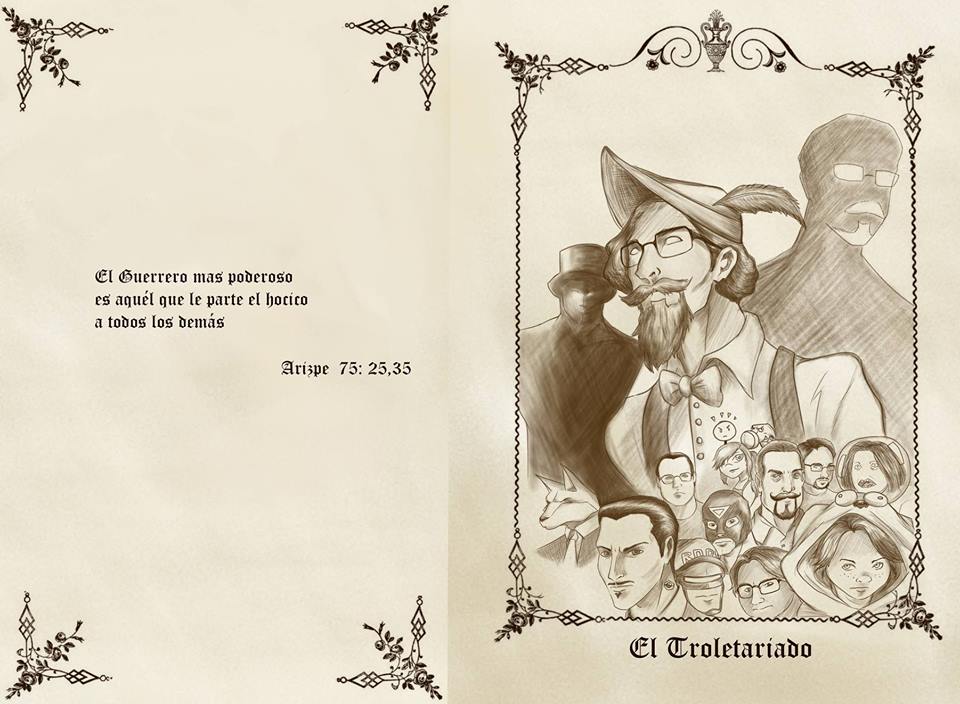 El Guerrero mas poderoso
es aquél que le parte el hocico
a todos los demás
Arizpe 75: 25,35
El Troletariado